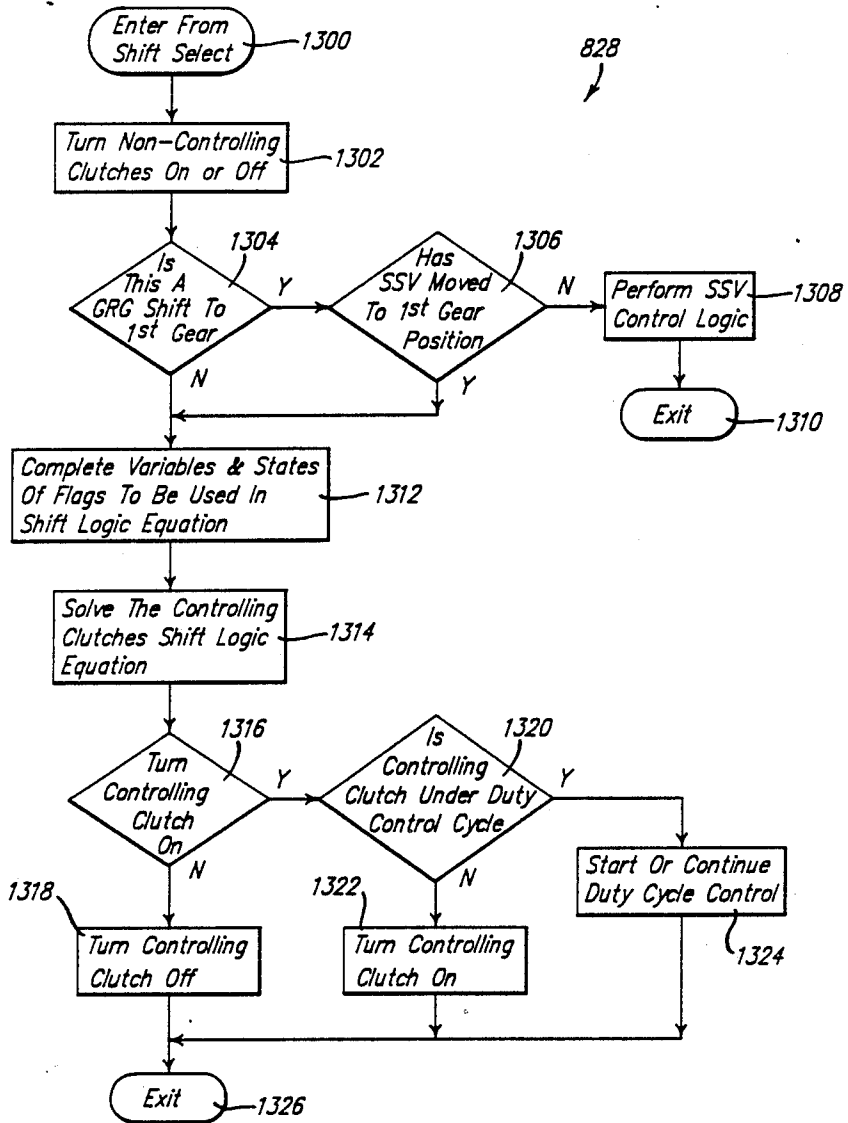 Enter From
Shift Select
1300
828
Turn Non-Controlling
Clutches On or Off
1302
Is
This A
GRG Shift To
1st Gear
1304
Y
N
Has
SSV Moved
To 1st Gear
Position
1306
N
Y
Perform SSV
Control Logic
1308
Exit
1310
Complete Variables & States
Of Flags To Be Used In
Shift Logic Equation
1312
Solve The Controlling
Clutches Shift Logic
Equation
1314
Turn
Controlling
Clutch
On
1316
Y
N
Is
Controlling
Clutch Under Duty
Control Cycle
1320
Y
N
1318
Turn Controlling
Clutch Off
1322
Turn Controlling
Clutch On
Start Or Continue
Duty Cycle Control
1324
Exit
1326